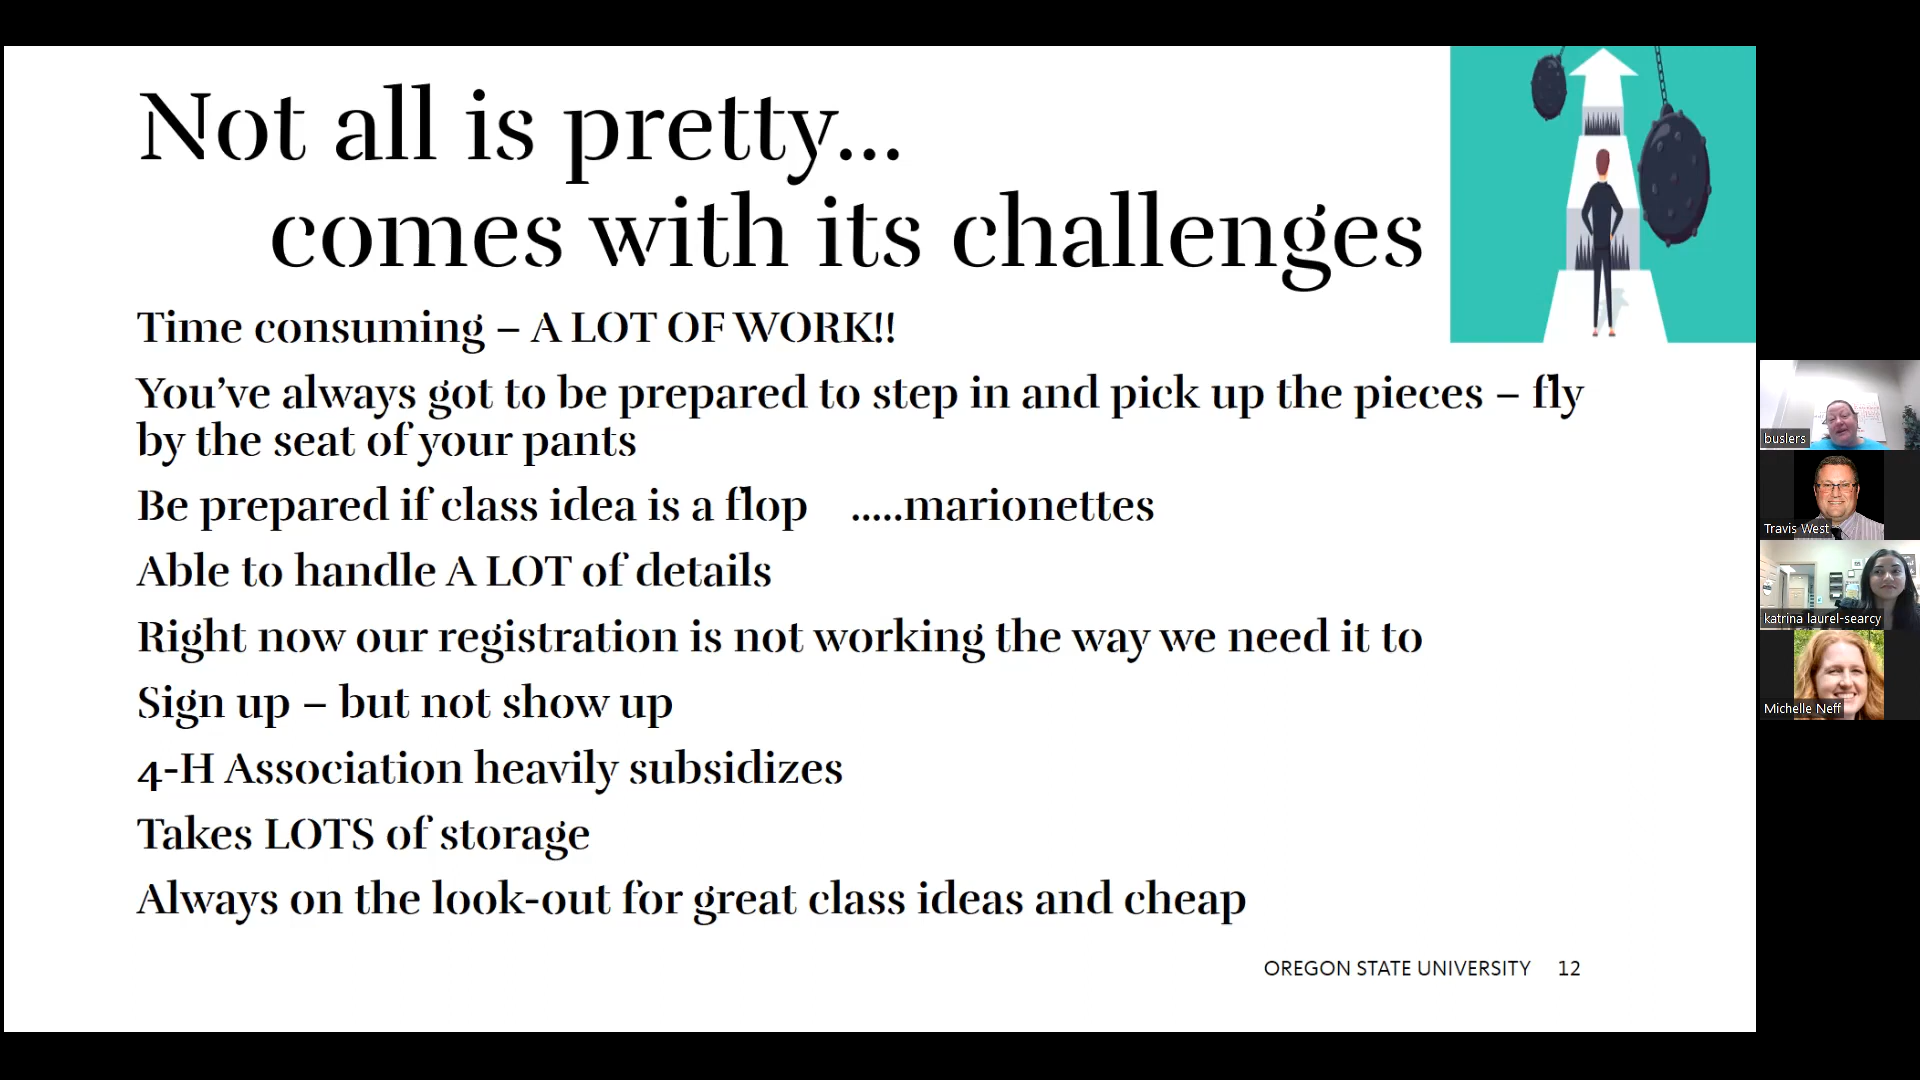 Not all is pretty...
comes with its challenges
Time consuming – A LOT OF WORK!!
You’ve always got to be prepared to step in and pick up the pieces – fly
by the seat of your pants
Be prepared if class idea is a flop .....marionettes
Able to handle A LOT of details
Right now our registration is not working the way we need it to
Sign up – but not show up
4-H Association heavily subsidizes
Takes LOTS of storage
Always on the look-out for great class ideas and cheap
OREGON STATE UNIVERSITY 12
buslers
Travis West
katrina laurel-searcy
Michelle Neff